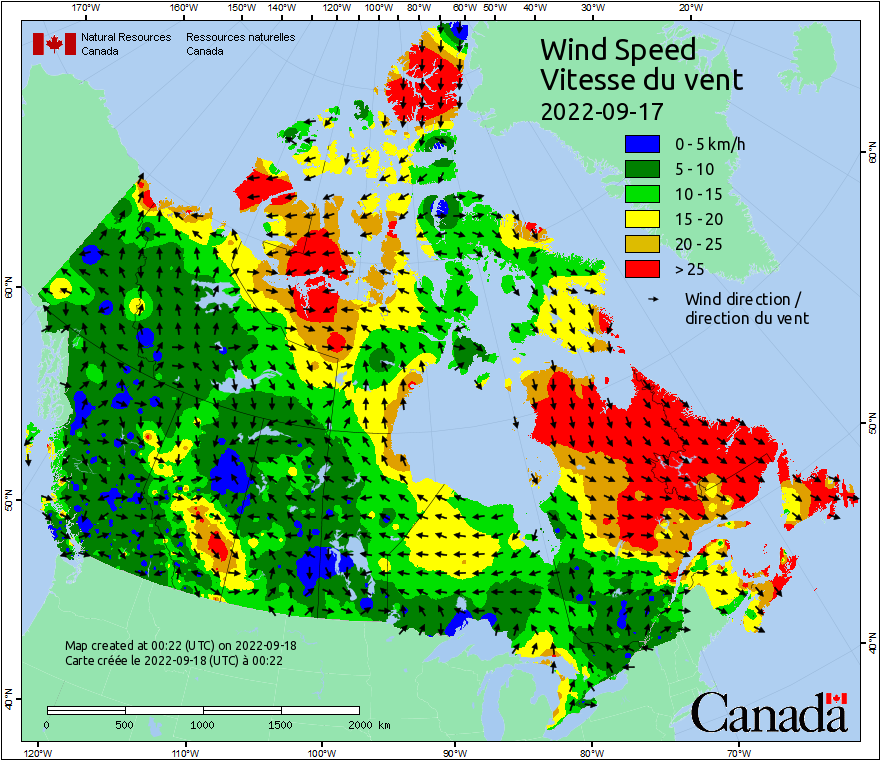 170°W 160°W 150°W 140°W 120°W 100°W 80°W 60°W 50°W 40°W 30°W 20°W
Natural Resources Ressources naturelles
Canada Canada
Wind Speed
Vitesse du vent
2022-09-17
0 - 5 km/h
5 - 10
10 - 15
15 - 20
20 - 25
> 25
Wind direction /
direction du vent
60°N
60°N
50°N
50°N
40°N
40°N
Map created at 00:22 (UTC) on 2022-09-18
Carte créée le 2022-09-18 (UTC) à 00:22
0 500 1000 1500 2000 km
Canada
120°W 110°W 100°W 90°W 80°W 70°W